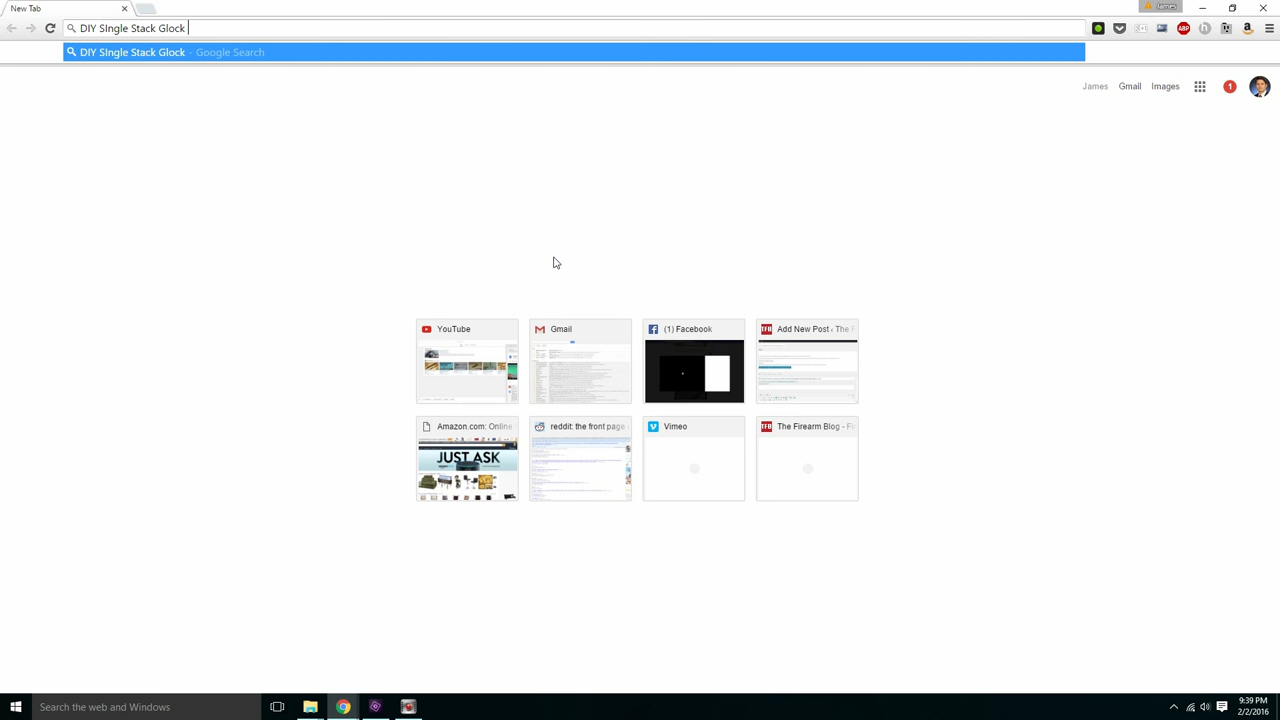 New Tab
James
DIY SIngle Stack Glock
DIY SIngle Stack Glock - Google Search
James Gmail Images 1
YouTube
Gmail
(1) Facebook
Add New Post ‹ The F
Amazon.com: Online
JUST ASK
reddit: the front page
Vimeo
The Firearm Blog - Fi
Search the web and Windows
9:39 PM
2/2/2016